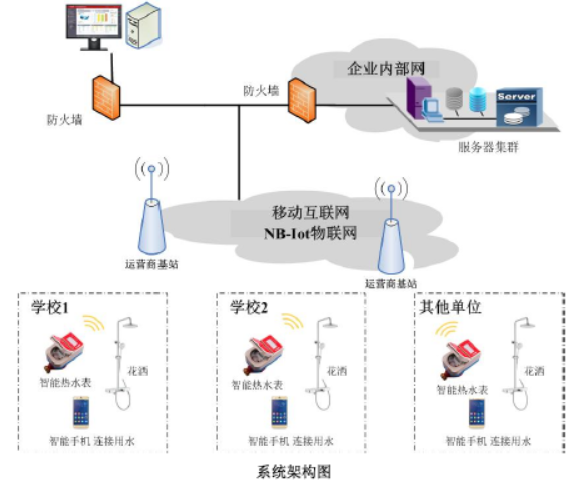 企业内部网
防火墙
防火墙
Server
服务器集群
移动互联网
NB-Iot物联网
运营商基站
运营商基站
学校1
智能热水表
花洒
智能手机 连接用水
学校2
智能热水表
花洒
智能手机 连接用水
其他单位
智能热水表
花洒
智能手机 连接用水
系统架构图